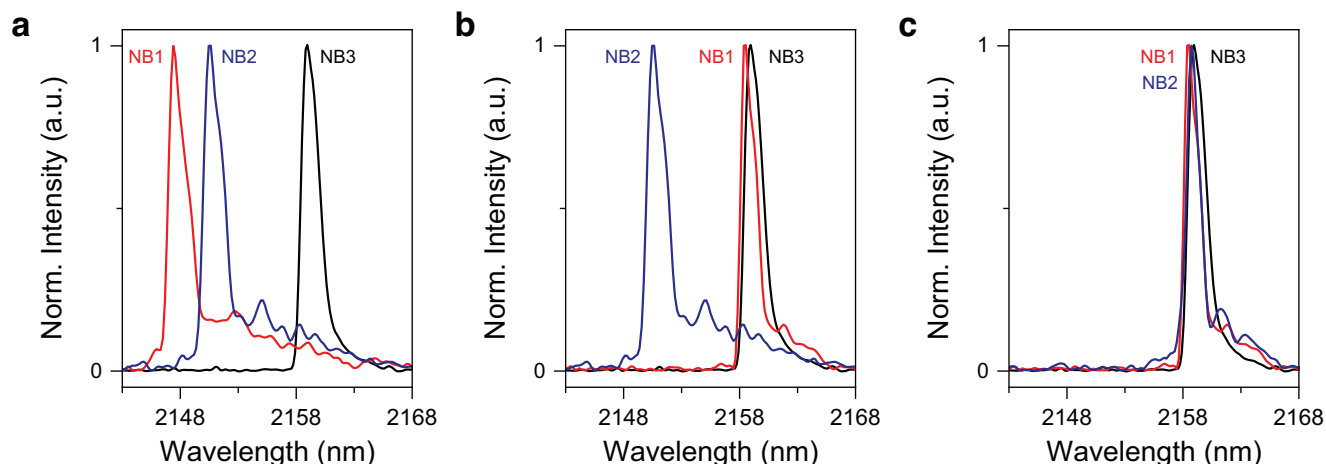 a
1
NB1
NB2
NB3
Norm. Intensity (a.u.)
0
2148
2158
2168
Wavelength (nm)
b
1
NB2
NB1
NB3
Norm. Intensity (a.u.)
0
2148
2158
2168
Wavelength (nm)
c
1
NB1
NB3
NB2
Norm. Intensity (a.u.)
0
2148
2158
2168
Wavelength (nm)